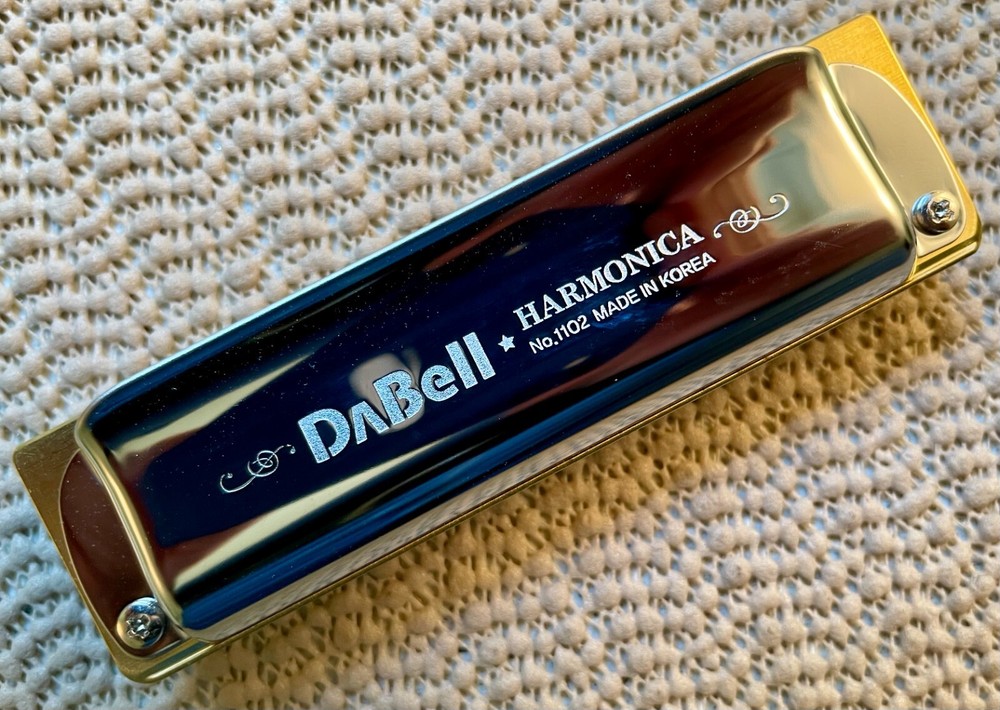 DaBell
HARMONICA
No.1102 MADE IN KOREA